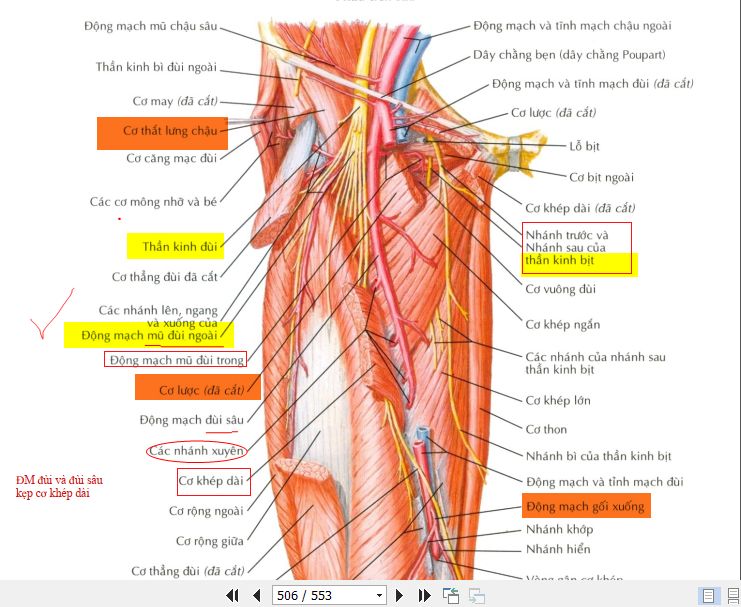 Động mạch mũ chậu sâu
Thần kinh bì đùi ngoài
Cơ may (đã cắt)
Cơ thắt lưng chậu
Cơ căng mạc đùi
Các cơ mông nhỡ và bé
Thần kinh đùi
Cơ thẳng đùi đã cắt
Các nhánh lên, ngang
và xuống của
Động mạch mũ đùi ngoài
Động mạch mũ đùi trong
Cơ lược (đã cắt)
Động mạch đùi sâu
Các nhánh xuyên
Cơ khép dài
Cơ rộng ngoài
Cơ rộng giữa
Cơ thẳng đùi (đã cắt)
ĐM đùi và đùi sâu
kẹp cơ khép dài
Động mạch và tĩnh mạch chậu ngoài
Dây chằng bẹn (dây chằng Poupart)
Động mạch và tĩnh mạch đùi (đã cắt)
Cơ lược (đã cắt)
Lỗ bịt
Cơ bịt ngoài
Cơ khép dài (đã cắt)
Nhánh trước và
Nhánh sau của
thần kinh bịt
Cơ vuông đùi
Cơ khép ngắn
Các nhánh của nhánh sau
thần kinh bịt
Cơ khép lớn
Cơ thon
Nhánh bì của thần kinh bịt
Động mạch và tỉnh mạch đùi
Động mạch gối xuống
Nhánh khớp
Nhánh hiển
Vòng gân cơ khép
506 / 553